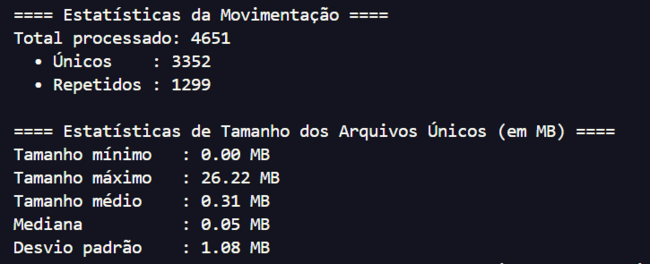 ==== Estatísticas da Movimentação ====
Total processado: 4651
• Únicos : 3352
• Repetidos : 1299
==== Estatísticas de Tamanho dos Arquivos Únicos (em MB) ====
Tamanho mínimo : 0.00 MB
Tamanho máximo : 26.22 MB
Tamanho médio : 0.31 MB
Mediana : 0.05 MB
Desvio padrão : 1.08 MB